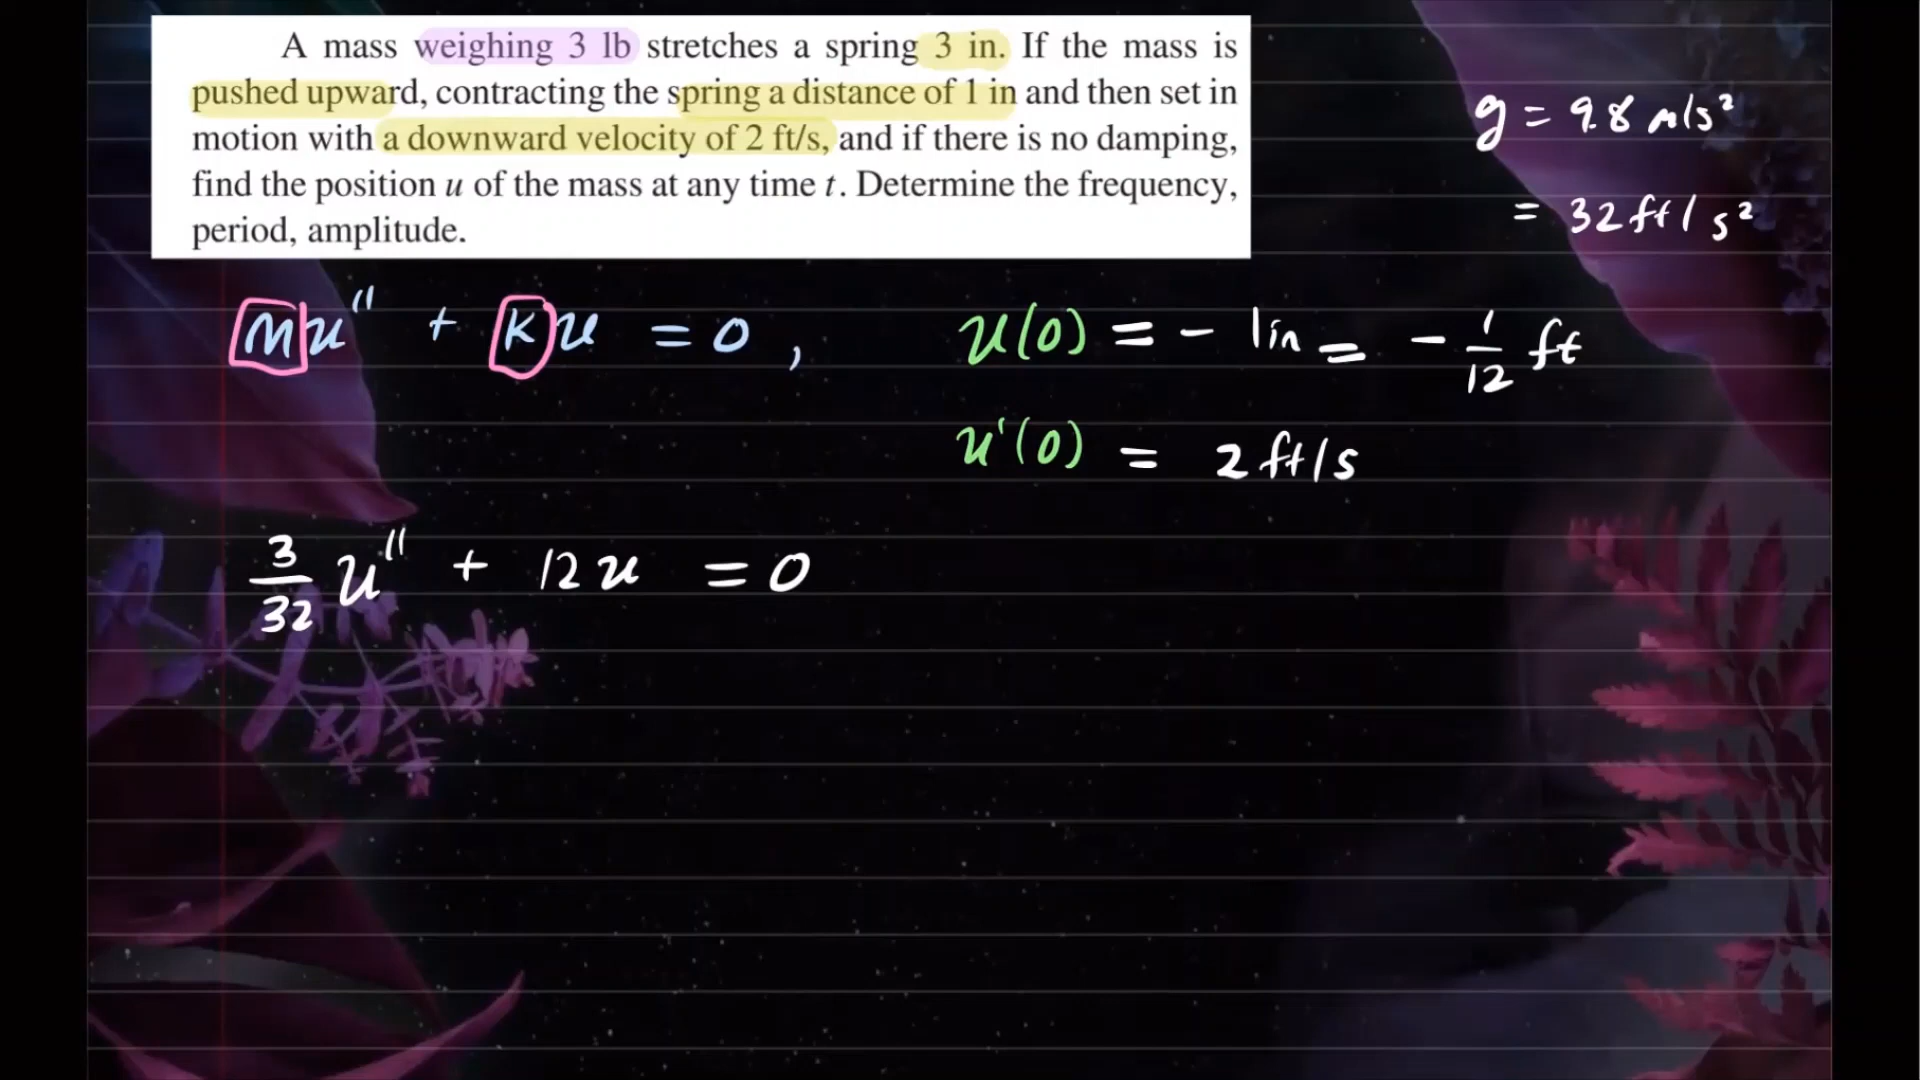 A mass weighing 3 lb stretches a spring 3 in. If the mass is
pushed upward, contracting the spring a distance of 1 in and then set in
motion with a downward velocity of 2 ft/s, and if there is no damping,
find the position u of the mass at any time t. Determine the frequency,
period, amplitude.
g = 9.8 m/s²
= 32 ft/s²
mu'' + ku = 0 , u(0) = - 1in = - 1/12 ft
u'(0) = 2 ft/s
3/32 u'' + 12 u = 0